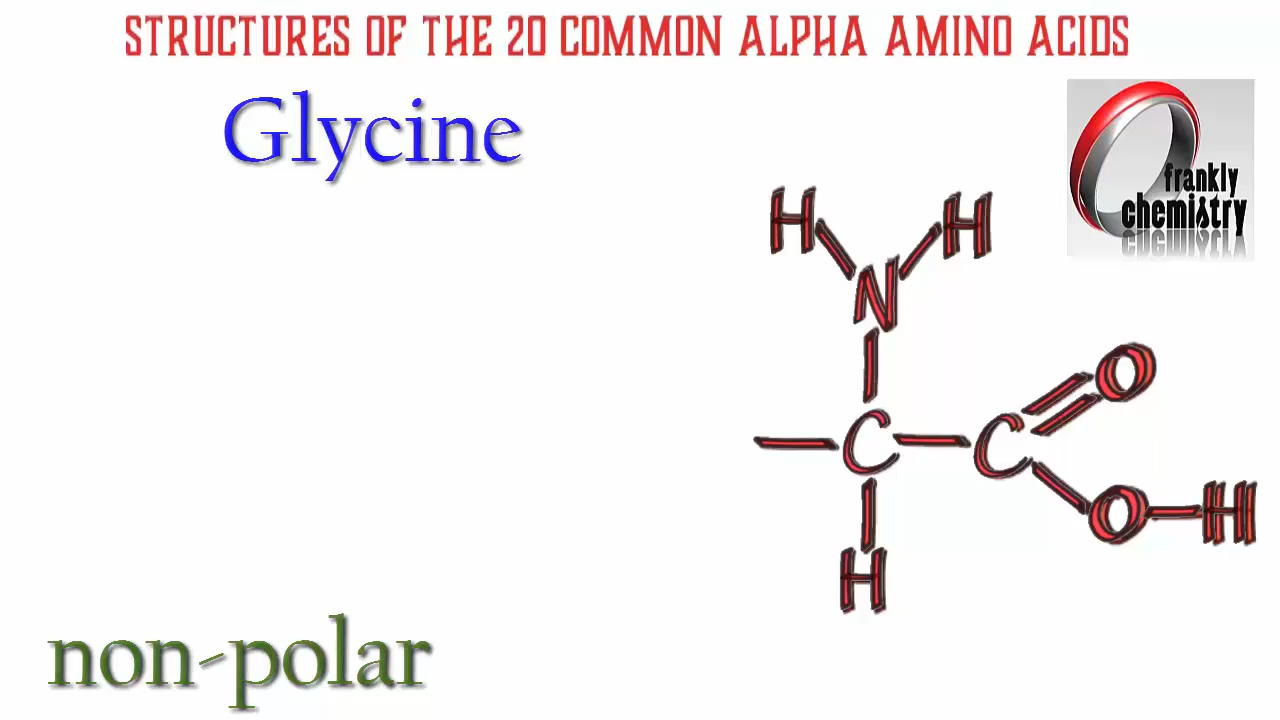 STRUCTURES OF THE 20 COMMON ALPHA AMINO ACIDS
Glycine
frankly
chemistry
H H
N
O
C C
O-H
H
non-polar